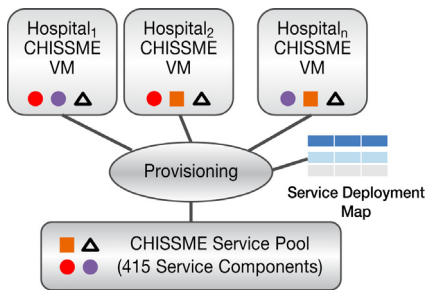 Hospital₁
CHISSME
VM
Hospital₂
CHISSME
VM
Hospitalₙ
CHISSME
VM
Provisioning
Service Deployment
Map
CHISSME Service Pool
(415 Service Components)